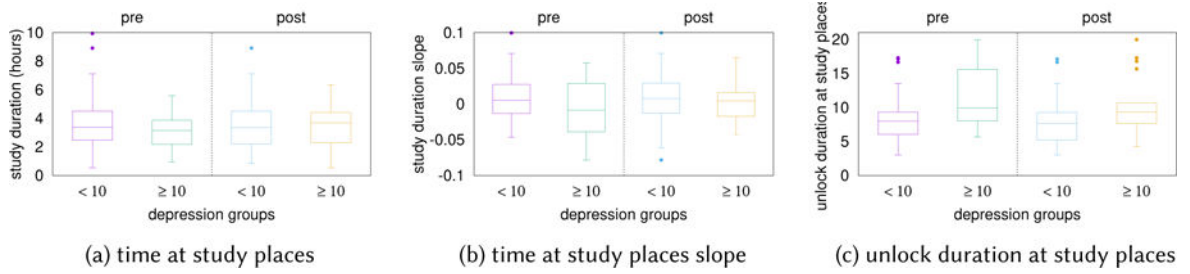 pre post
study duration (hours)
10
8
6
4
2
0
< 10 ≥ 10 < 10 ≥ 10
depression groups
(a) time at study places
pre post
study duration slope
0.1
0.05
0
-0.05
-0.1
< 10 ≥ 10 < 10 ≥ 10
depression groups
(b) time at study places slope
pre post
unlock duration at study places
20
15
10
5
0
< 10 ≥ 10 < 10 ≥ 10
depression groups
(c) unlock duration at study places